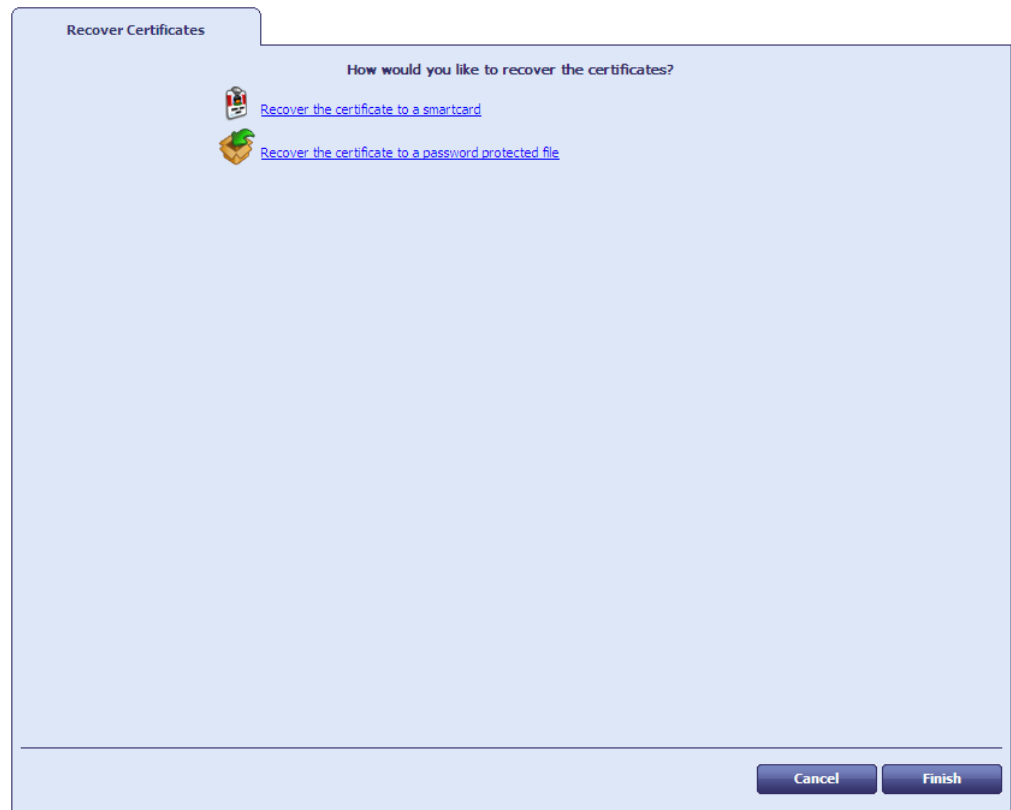 Recover Certificates
How would you like to recover the certificates?
Recover the certificate to a smartcard
Recover the certificate to a password protected file
Cancel Finish